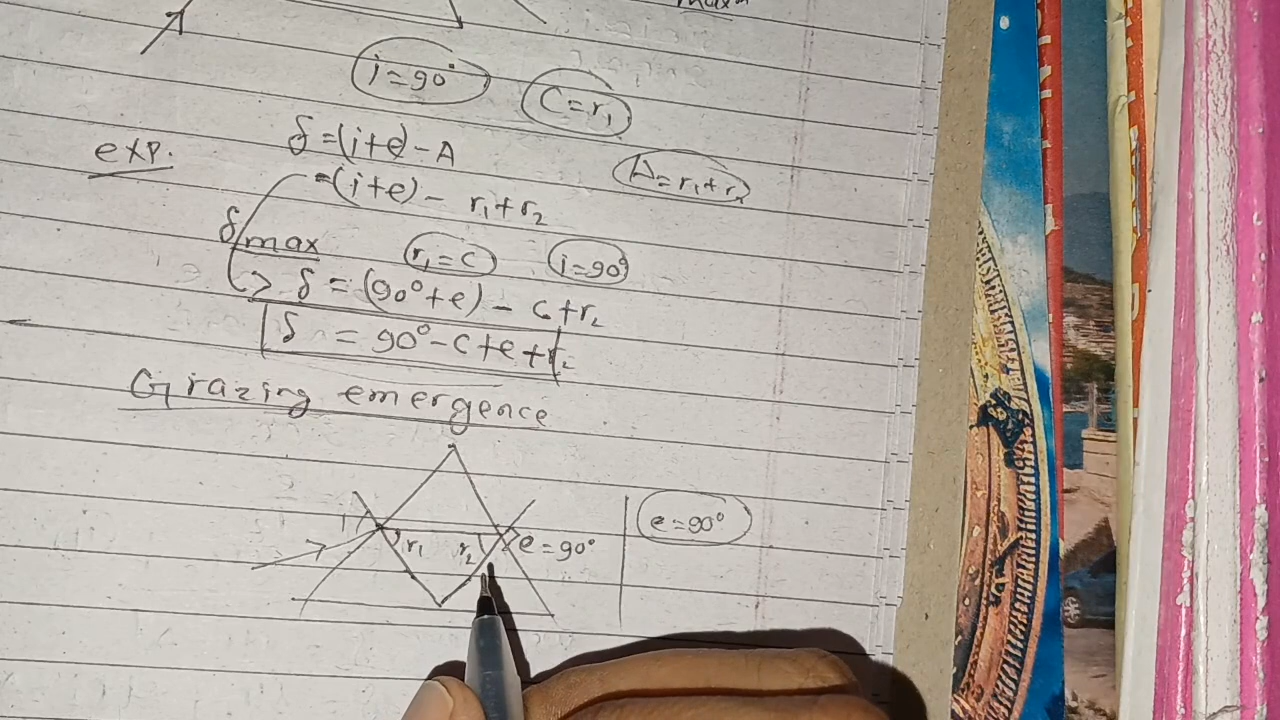 i=90°
C=r₁
exp.
δ=(i+e)-A
A=r₁+r₂
=(i+e)- r₁+r₂
δmax
r₁=c
i=90°
δ=(90°+e)- c+r₂
δ = 90°-c+e+r₂
Grazing emergence
i
r₁
r₂
e=90°
e=90°